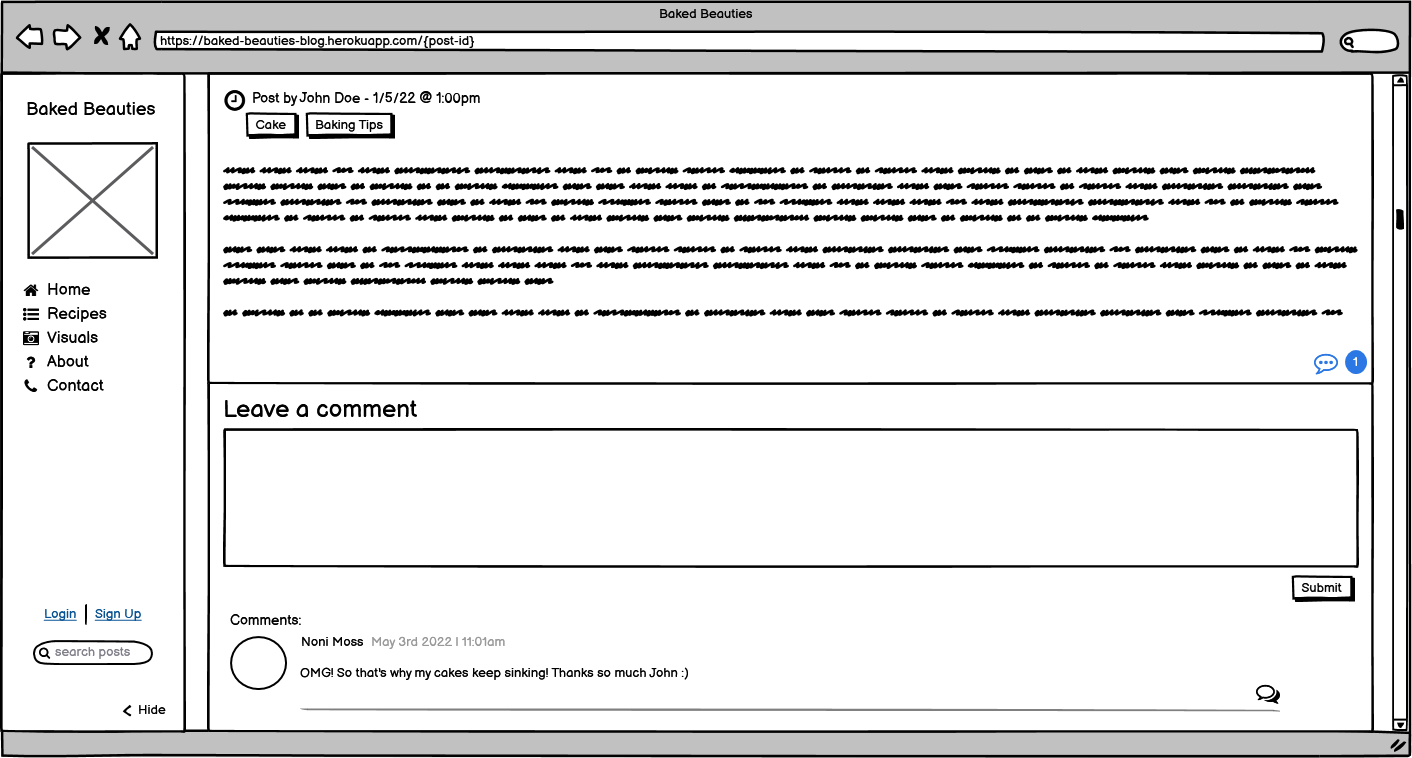 Baked Beauties
https://baked-beauties-blog.herokuapp.com/{post-id}
Baked Beauties
Home
Recipes
Visuals
? About
Contact
Login | Sign Up
search posts
< Hide
Post by John Doe - 1/5/22 @ 1:00pm
Cake Baking Tips
1
Leave a comment
Submit
Comments:
Noni Moss May 3rd 2022 | 11:01am
OMG! So that's why my cakes keep sinking! Thanks so much John :)